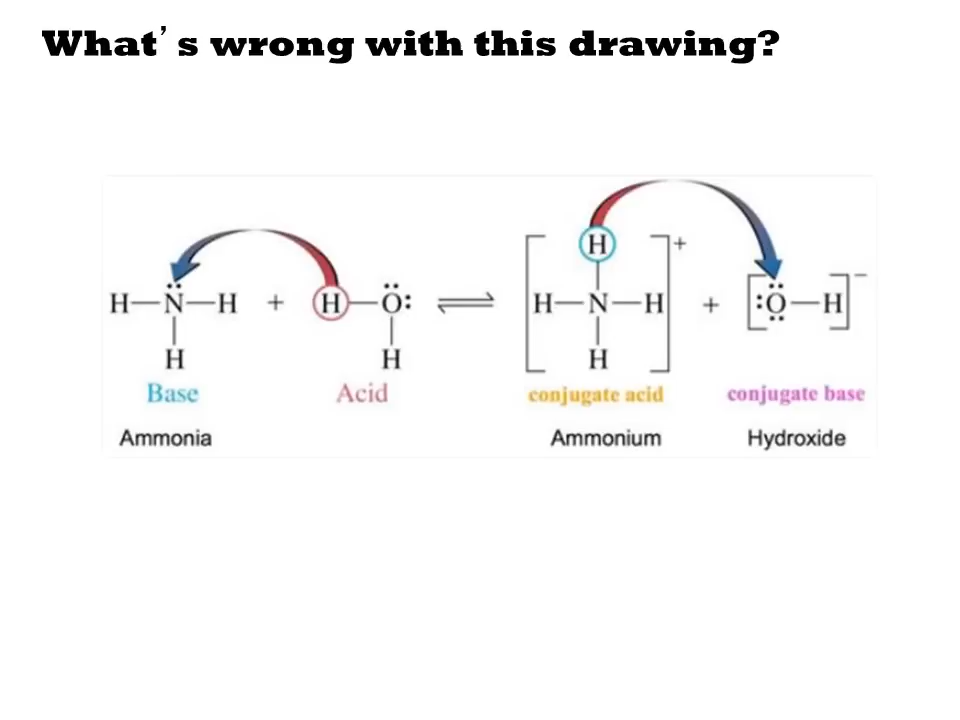 What’s wrong with this drawing?
H
+
H—N̈—H + H—Ö: ⇌ H—N—H + [:Ö̤—H]−
H H H
Base Acid conjugate acid conjugate base
Ammonia Ammonium Hydroxide